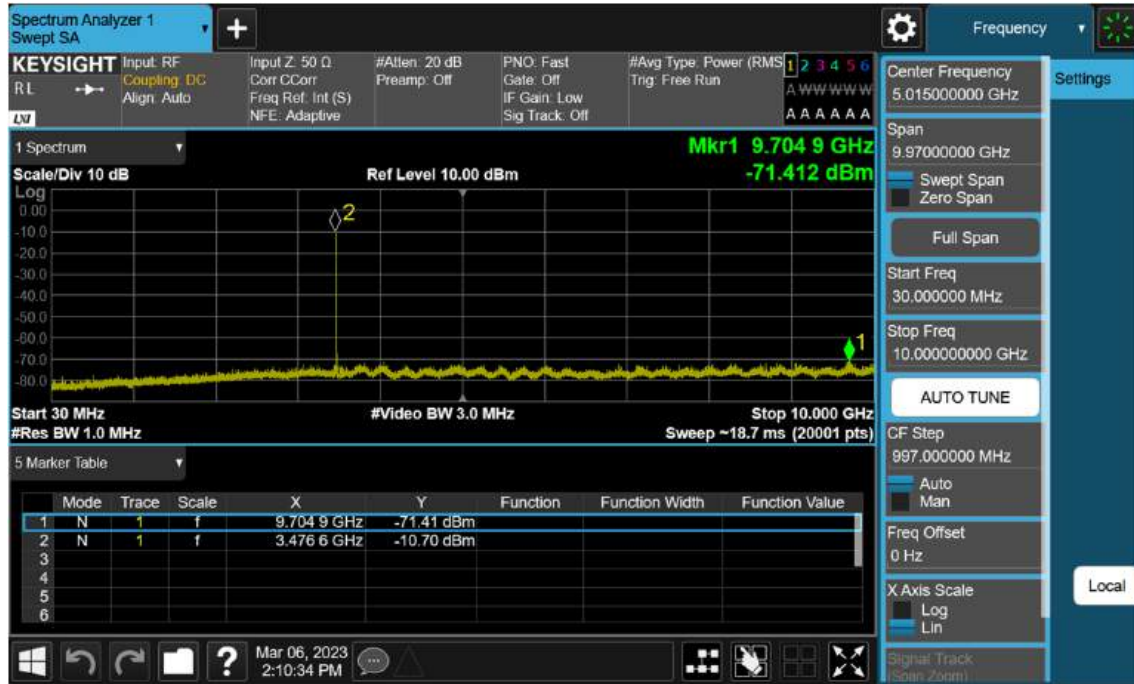 Spectrum Analyzer 1
Swept SA
+
Frequency
KEYSIGHT
RL
LXI
Input: RF
Coupling: DC
Align: Auto
Input Z: 50 Ω
Corr CCorr
Freq Ref: Int (S)
NFE: Adaptive
#Atten: 20 dB
Preamp: Off
PNO: Fast
Gate: Off
IF Gain: Low
Sig Track: Off
#Avg Type: Power (RMS
Trig: Free Run
1 2 3 4 5 6
A W W W W W
A A A A A A
1 Spectrum
Scale/Div 10 dB
Ref Level 10.00 dBm
Mkr1 9.704 9 GHz
-71.412 dBm
Log
0.00
-10.0
-20.0
-30.0
-40.0
-50.0
-60.0
-70.0
-80.0
2
1
Start 30 MHz
#Video BW 3.0 MHz
Stop 10.000 GHz
#Res BW 1.0 MHz
Sweep ~18.7 ms (20001 pts)
5 Marker Table
Mode Trace Scale X Y Function Function Width Function Value
1 N 1 f 9.704 9 GHz -71.41 dBm
2 N 1 f 3.476 6 GHz -10.70 dBm
3
4
5
6
Mar 06, 2023
2:10:34 PM
?
Center Frequency
5.015000000 GHz
Settings
Span
9.97000000 GHz
Swept Span
Zero Span
Full Span
Start Freq
30.000000 MHz
Stop Freq
10.000000000 GHz
AUTO TUNE
CF Step
997.000000 MHz
Auto
Man
Freq Offset
0 Hz
X Axis Scale
Log
Lin
Local
Signal Track
(Span Zoom)